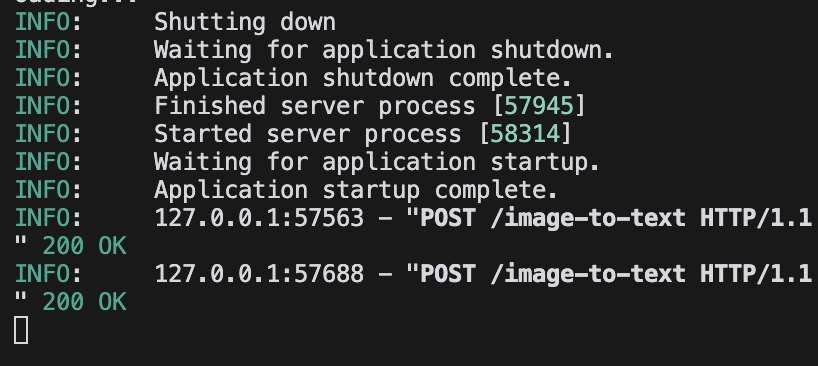 INFO:     Shutting down
INFO:     Waiting for application shutdown.
INFO:     Application shutdown complete.
INFO:     Finished server process [57945]
INFO:     Started server process [58314]
INFO:     Waiting for application startup.
INFO:     Application startup complete.
INFO:     127.0.0.1:57563 - "POST /image-to-text HTTP/1.1
" 200 OK
INFO:     127.0.0.1:57688 - "POST /image-to-text HTTP/1.1
" 200 OK